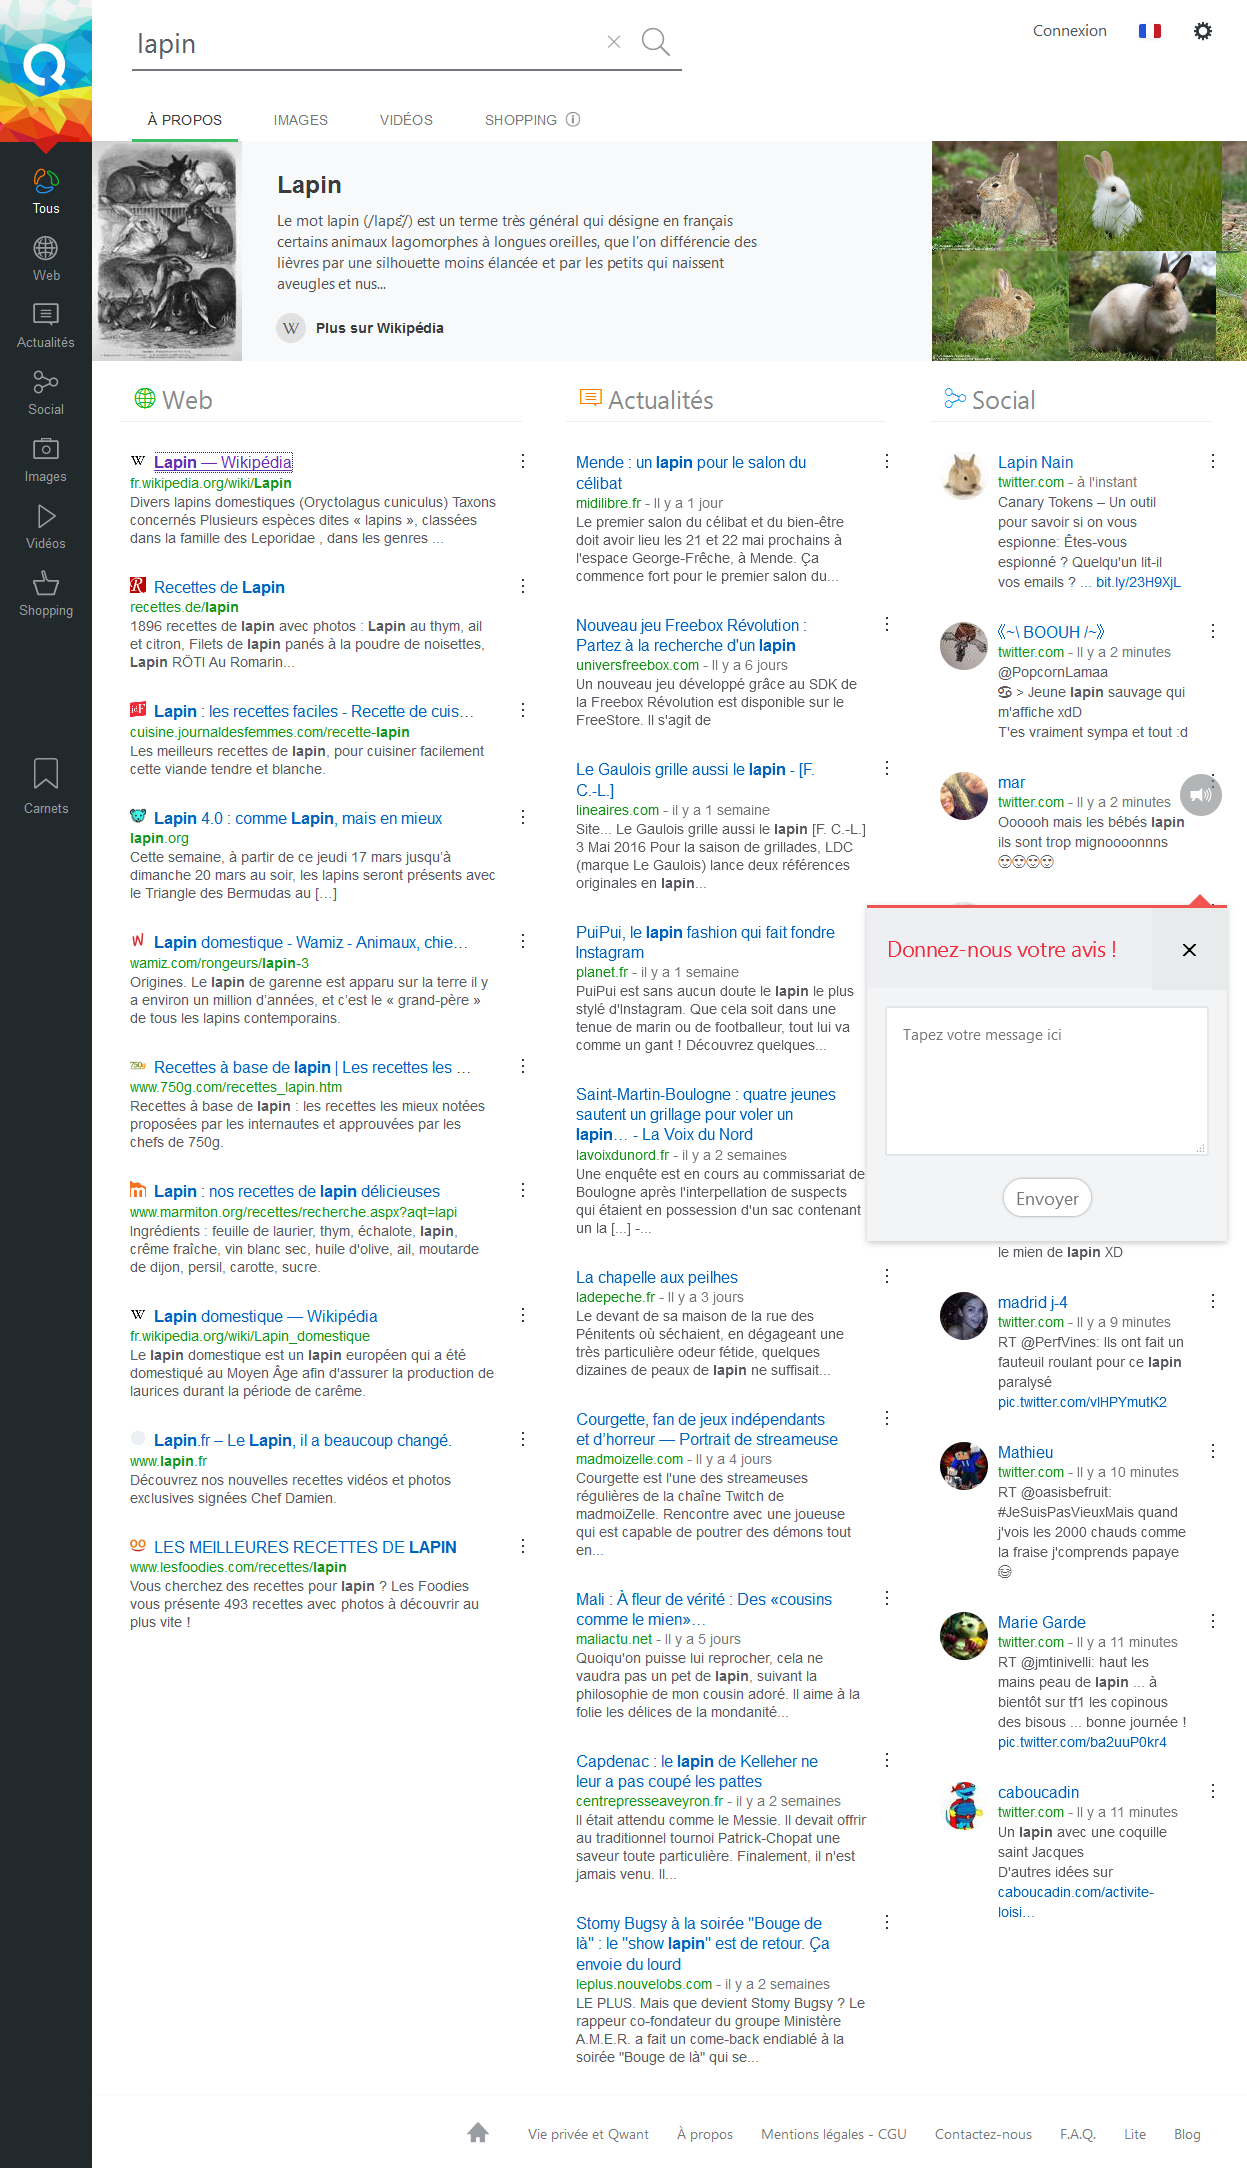 lapin
Connexion
À PROPOS
IMAGES
VIDÉOS
SHOPPING
Tous
Web
Actualités
Social
Images
Vidéos
Shopping
Carnets
Lapin
Le mot lapin (/lapɛ̃/) est un terme très général qui désigne en français
certains animaux lagomorphes à longues oreilles, que l'on différencie des
lièvres par une silhouette moins élancée et par les petits qui naissent
aveugles et nus...
W Plus sur Wikipédia
Web
W Lapin — Wikipédia
fr.wikipedia.org/wiki/Lapin
Divers lapins domestiques (Oryctolagus cuniculus) Taxons
concernés Plusieurs espèces dites « lapins », classées
dans la famille des Leporidae , dans les genres ...
R Recettes de Lapin
recettes.de/lapin
1896 recettes de lapin avec photos : Lapin au thym, ail
et citron, Filets de lapin panés à la poudre de noisettes,
Lapin RÖTI Au Romarin...
Lapin : les recettes faciles - Recette de cuis…
cuisine.journaldesfemmes.com/recette-lapin
Les meilleurs recettes de lapin, pour cuisiner facilement
cette viande tendre et blanche.
Lapin 4.0 : comme Lapin, mais en mieux
lapin.org
Cette semaine, à partir de ce jeudi 17 mars jusqu'à
dimanche 20 mars au soir, les lapins seront présents avec
le Triangle des Bermudas au […]
W Lapin domestique - Wamiz - Animaux, chie…
wamiz.com/rongeurs/lapin-3
Origines. Le lapin de garenne est apparu sur la terre il y
a environ un million d'années, et c'est le « grand-père »
de tous les lapins contemporains.
750g Recettes à base de lapin | Les recettes les …
www.750g.com/recettes_lapin.htm
Recettes à base de lapin : les recettes les mieux notées
proposées par les internautes et approuvées par les
chefs de 750g.
Lapin : nos recettes de lapin délicieuses
www.marmiton.org/recettes/recherche.aspx?aqt=lapi
Ingrédients : feuille de laurier, thym, échalote, lapin,
crême fraîche, vin blanc sec, huile d'olive, ail, moutarde
de dijon, persil, carotte, sucre.
W Lapin domestique — Wikipédia
fr.wikipedia.org/wiki/Lapin_domestique
Le lapin domestique est un lapin européen qui a été
domestiqué au Moyen Âge afin d'assurer la production de
laurices durant la période de carême.
Lapin.fr – Le Lapin, il a beaucoup changé.
www.lapin.fr
Découvrez nos nouvelles recettes vidéos et photos
exclusives signées Chef Damien.
LES MEILLEURES RECETTES DE LAPIN
www.lesfoodies.com/recettes/lapin
Vous cherchez des recettes pour lapin ? Les Foodies
vous présente 493 recettes avec photos à découvrir au
plus vite !
Actualités
Mende : un lapin pour le salon du
célibat
midilibre.fr - Il y a 1 jour
Le premier salon du célibat et du bien-être
doit avoir lieu les 21 et 22 mai prochains à
l'espace George-Frêche, à Mende. Ça
commence fort pour le premier salon du...
Nouveau jeu Freebox Révolution :
Partez à la recherche d'un lapin
universfreebox.com - Il y a 6 jours
Un nouveau jeu développé grâce au SDK de
la Freebox Révolution est disponible sur le
FreeStore. Il s'agit de
Le Gaulois grille aussi le lapin - [F.
C.-L.]
lineaires.com - il y a 1 semaine
Site... Le Gaulois grille aussi le lapin [F. C.-L.]
3 Mai 2016 Pour la saison de grillades, LDC
(marque Le Gaulois) lance deux références
originales en lapin...
PuiPui, le lapin fashion qui fait fondre
Instagram
planet.fr - il y a 1 semaine
PuiPui est sans aucun doute le lapin le plus
stylé d'Instagram. Que cela soit dans une
tenue de marin ou de footballeur, tout lui va
comme un gant ! Découvrez quelques...
Saint-Martin-Boulogne : quatre jeunes
sautent un grillage pour voler un
lapin… - La Voix du Nord
lavoixdunord.fr - il y a 2 semaines
Une enquête est en cours au commissariat de
Boulogne après l'interpellation de suspects
qui étaient en possession d'un sac contenant
un la [...] -...
La chapelle aux peilhes
ladepeche.fr - Il y a 3 jours
Le devant de sa maison de la rue des
Pénitents où séchaient, en dégageant une
très particulière odeur fétide, quelques
dizaines de peaux de lapin ne suffisait...
Courgette, fan de jeux indépendants
et d'horreur — Portrait de streameuse
madmoizelle.com - Il y a 4 jours
Courgette est l'une des streameuses
régulières de la chaîne Twitch de
madmoiZelle. Rencontre avec une joueuse
qui est capable de poutrer des démons tout
en...
Mali : À fleur de vérité : Des «cousins
comme le mien»…
maliactu.net - Il y a 5 jours
Quoiqu'on puisse lui reprocher, cela ne
vaudra pas un pet de lapin, suivant la
philosophie de mon cousin adoré. Il aime à la
folie les délices de la mondanité...
Capdenac : le lapin de Kelleher ne
leur a pas coupé les pattes
centrepresseaveyron.fr - il y a 2 semaines
Il était attendu comme le Messie. Il devait offrir
au traditionnel tournoi Patrick-Chopat une
saveur toute particulière. Finalement, il n'est
jamais venu. Il...
Stomy Bugsy à la soirée "Bouge de
là" : le "show lapin" est de retour. Ça
envoie du lourd
leplus.nouvelobs.com - il y a 2 semaines
LE PLUS. Mais que devient Stomy Bugsy ? Le
rappeur co-fondateur du groupe Ministère
A.M.E.R. a fait un come-back endiablé à la
soirée "Bouge de là" qui se...
Social
Lapin Nain
twitter.com - à l'instant
Canary Tokens – Un outil
pour savoir si on vous
espionne: Êtes-vous
espionné ? Quelqu'un lit-il
vos emails ? ... bit.ly/23H9XjL
⟪~\ BOOUH /~⟫
twitter.com - Il y a 2 minutes
@PopcornLamaa
♋ > Jeune lapin sauvage qui
m'affiche xdD
T'es vraiment sympa et tout :d
mar
twitter.com - Il y a 2 minutes
Oooooh mais les bébés lapin
ils sont trop mignoooonnns
😍😍😍😍
Donnez-nous votre avis !
Tapez votre message ici
Envoyer
le mien de lapin XD
madrid j-4
twitter.com - Il y a 9 minutes
RT @PerfVines: Ils ont fait un
fauteuil roulant pour ce lapin
paralysé
pic.twitter.com/vlHPYmutK2
Mathieu
twitter.com - Il y a 10 minutes
RT @oasisbefruit:
#JeSuisPasVieuxMais quand
j'vois les 2000 chauds comme
la fraise j'comprends papaye
😅
Marie Garde
twitter.com - Il y a 11 minutes
RT @jmtinivelli: haut les
mains peau de lapin ... à
bientôt sur tf1 les copinous
des bisous ... bonne journée !
pic.twitter.com/ba2uuP0kr4
caboucadin
twitter.com - Il y a 11 minutes
Un lapin avec une coquille
saint Jacques
D'autres idées sur
caboucadin.com/activite-
loisi…
Vie privée et Qwant
À propos
Mentions légales - CGU
Contactez-nous
F.A.Q.
Lite
Blog